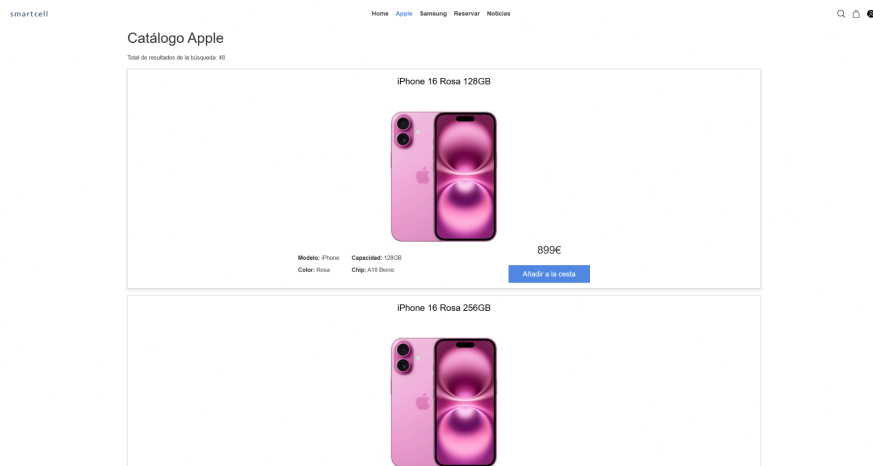 smartcell
Home Apple Samsung Reservar Noticias
Catálogo Apple
Total de resultados de la búsqueda: 48
iPhone 16 Rosa 128GB
899€
Modelo: iPhone Capacidad: 128GB
Color: Rosa Chip: A18 Bionic
Añadir a la cesta
iPhone 16 Rosa 256GB